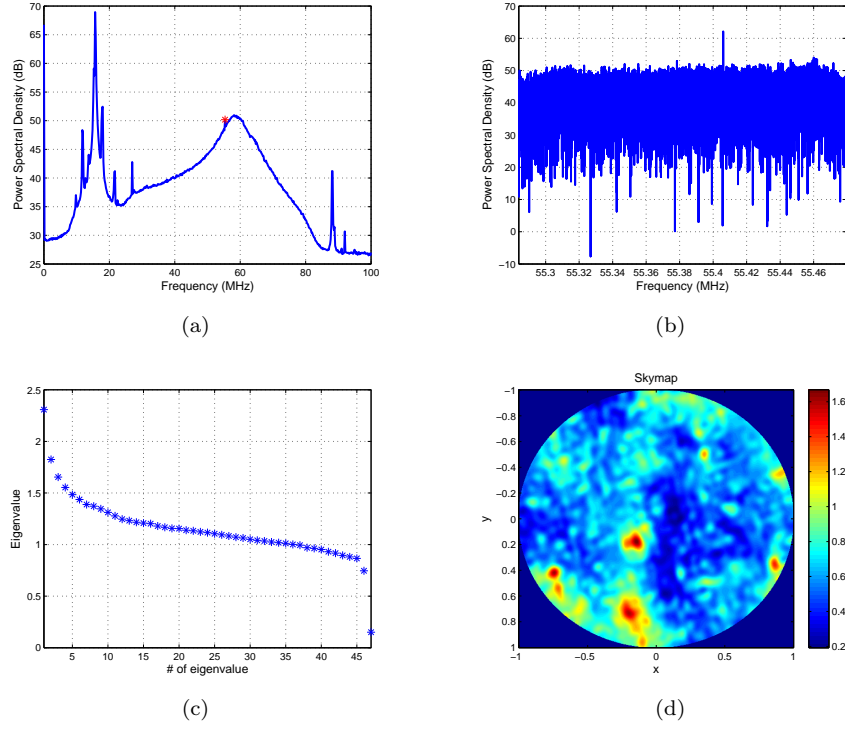 70
65
60
55
50
45
40
35
30
25
0 20 40 60 80 100
Power Spectral Density (dB)
Frequency (MHz)
(a)
70
60
50
40
30
20
10
0
−10
55.3 55.32 55.34 55.36 55.38 55.4 55.42 55.44 55.46
Power Spectral Density (dB)
Frequency (MHz)
(b)
2.5
2
1.5
1
0.5
0
5 10 15 20 25 30 35 40 45
Eigenvalue
# of eigenvalue
(c)
Skymap
−1
−0.8
−0.6
−0.4
−0.2
0
0.2
0.4
0.6
0.8
1
−1 −0.5 0 0.5 1
y
x
1.6
1.4
1.2
1
0.8
0.6
0.4
0.2
(d)